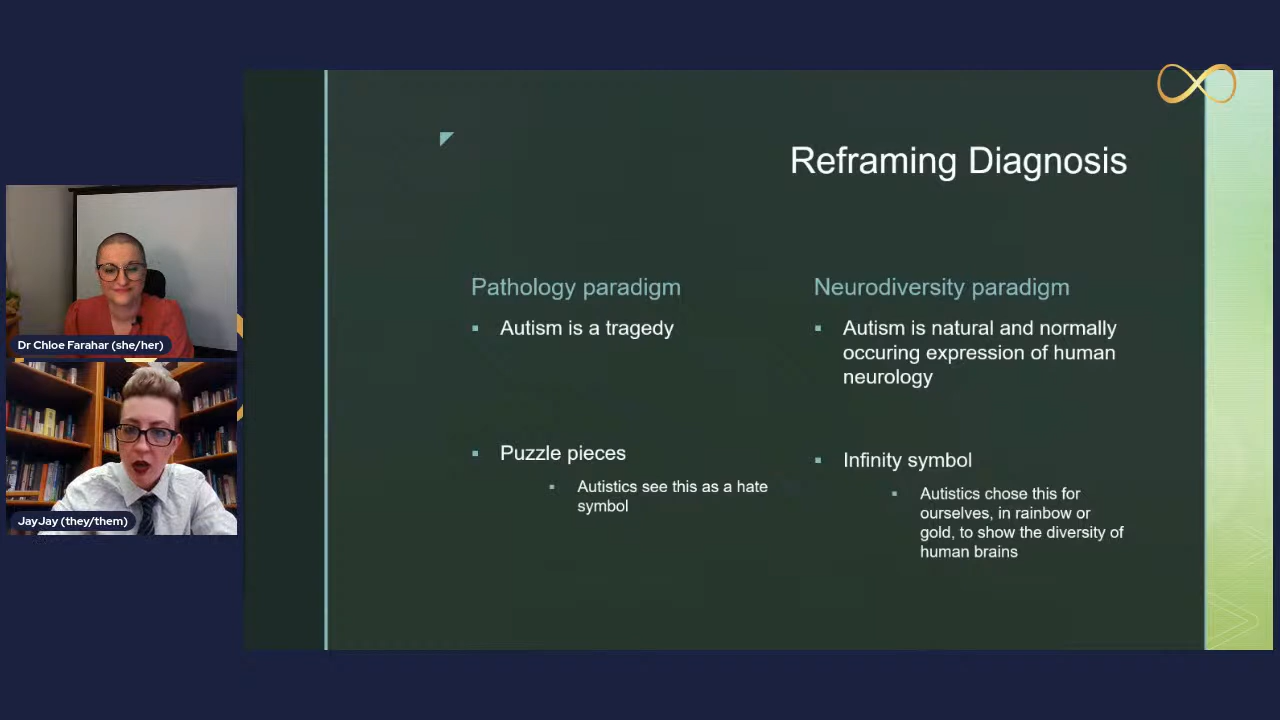 Reframing Diagnosis
Pathology paradigm
▪ Autism is a tragedy
▪ Puzzle pieces
▪ Autistics see this as a hate
symbol
Neurodiversity paradigm
▪ Autism is natural and normally
occuring expression of human
neurology
▪ Infinity symbol
▪ Autistics chose this for
ourselves, in rainbow or
gold, to show the diversity of
human brains
Dr Chloe Farahar (she/her)
JayJay (they/them)